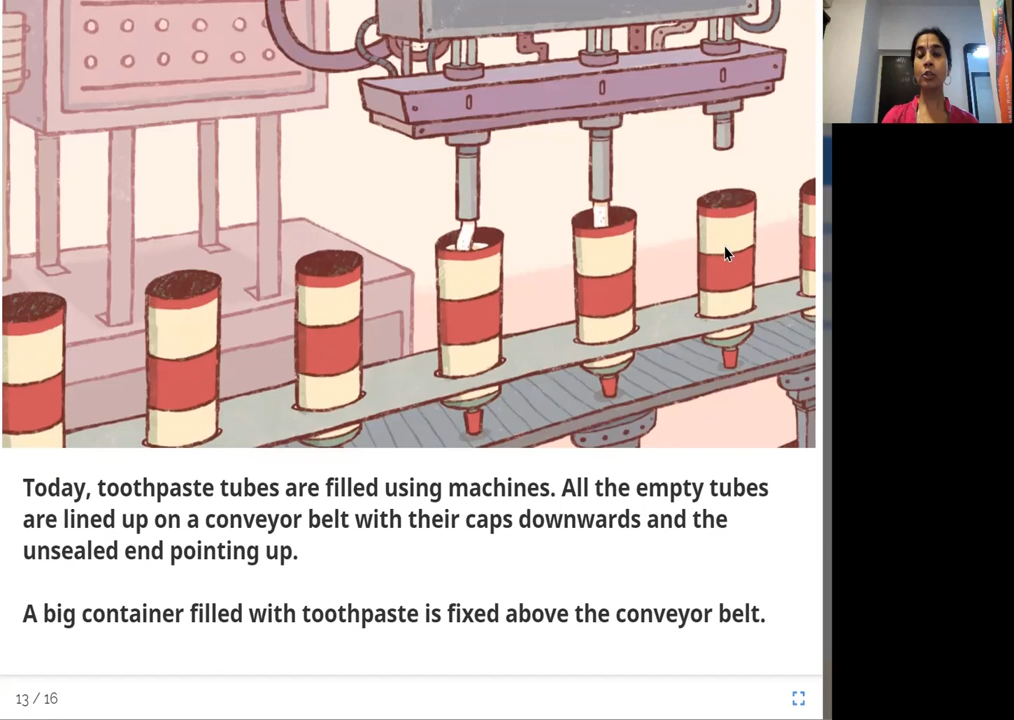 Today, toothpaste tubes are filled using machines. All the empty tubes
are lined up on a conveyor belt with their caps downwards and the
unsealed end pointing up.
A big container filled with toothpaste is fixed above the conveyor belt.
13 / 16